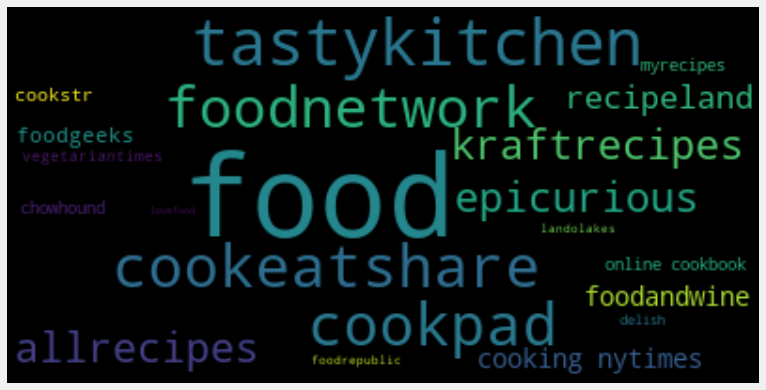 tastykitchen
myrecipes
cookstr
foodnetwork
recipeland
foodgeeks
kraftrecipes
vegetariantimes
food
epicurious
chowhound
lovefood
landolakes
cookeatshare
online cookbook
foodandwine
cookpad
delish
allrecipes
foodrepublic
cooking nytimes